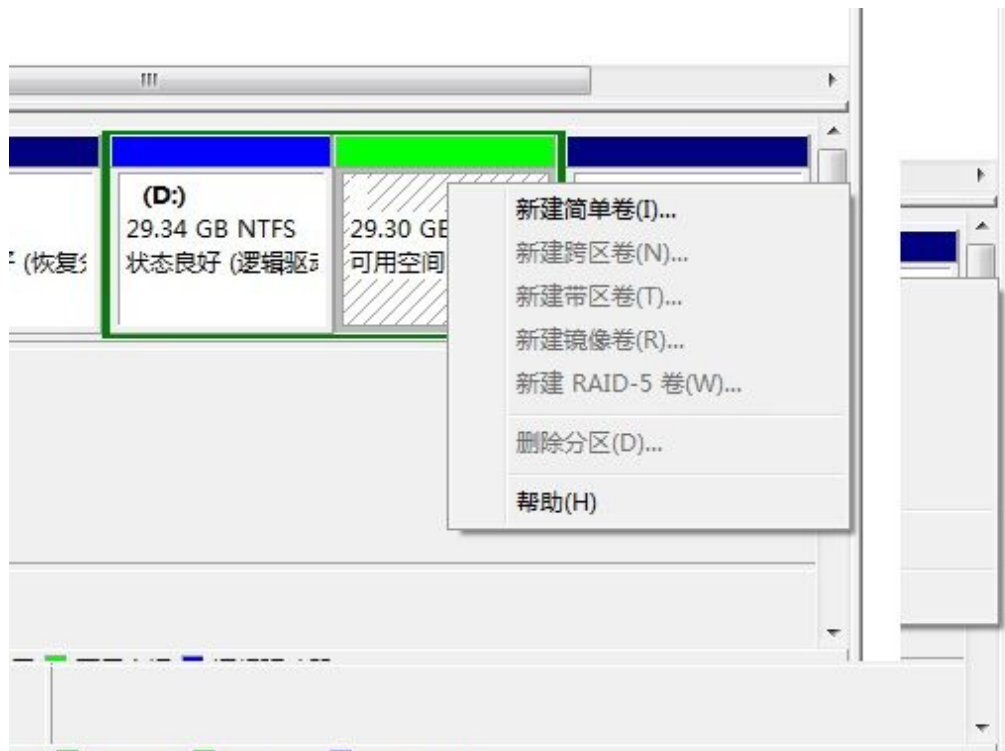 (D:)
29.34 GB NTFS
状态良好 (逻辑驱
(恢复
29.30 GB
可用空间
新建简单卷(I)...
新建跨区卷(N)...
新建带区卷(T)...
新建镜像卷(R)...
新建 RAID-5 卷(W)...
删除分区(D)...
帮助(H)